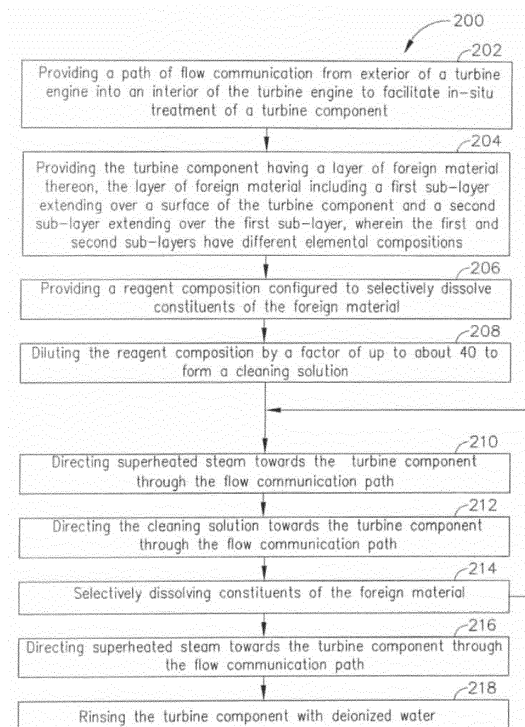 200
202
Providing a path of flow communication from exterior of a turbine
engine into an interior of the turbine engine to facilitate in-situ
treatment of a turbine component
204
Providing the turbine component having a layer of foreign material
thereon, the layer of foreign material including a first sub-layer
extending over a surface of the turbine component and a second
sub-layer extending over the first sub-layer, wherein the first and
second sub-layers have different elemental compositions
206
Providing a reagent composition configured to selectively dissolve
constituents of the foreign material
208
Diluting the reagent composition by a factor of up to about 40 to
form a cleaning solution
210
Directing superheated steam towards the turbine component
through the flow communication path
212
Directing the cleaning solution towards the turbine component
through the flow communication path
214
Selectively dissolving constituents of the foreign material
216
Directing superheated steam towards the turbine component through
the flow communication path
218
Rinsing the turbine component with deionized water